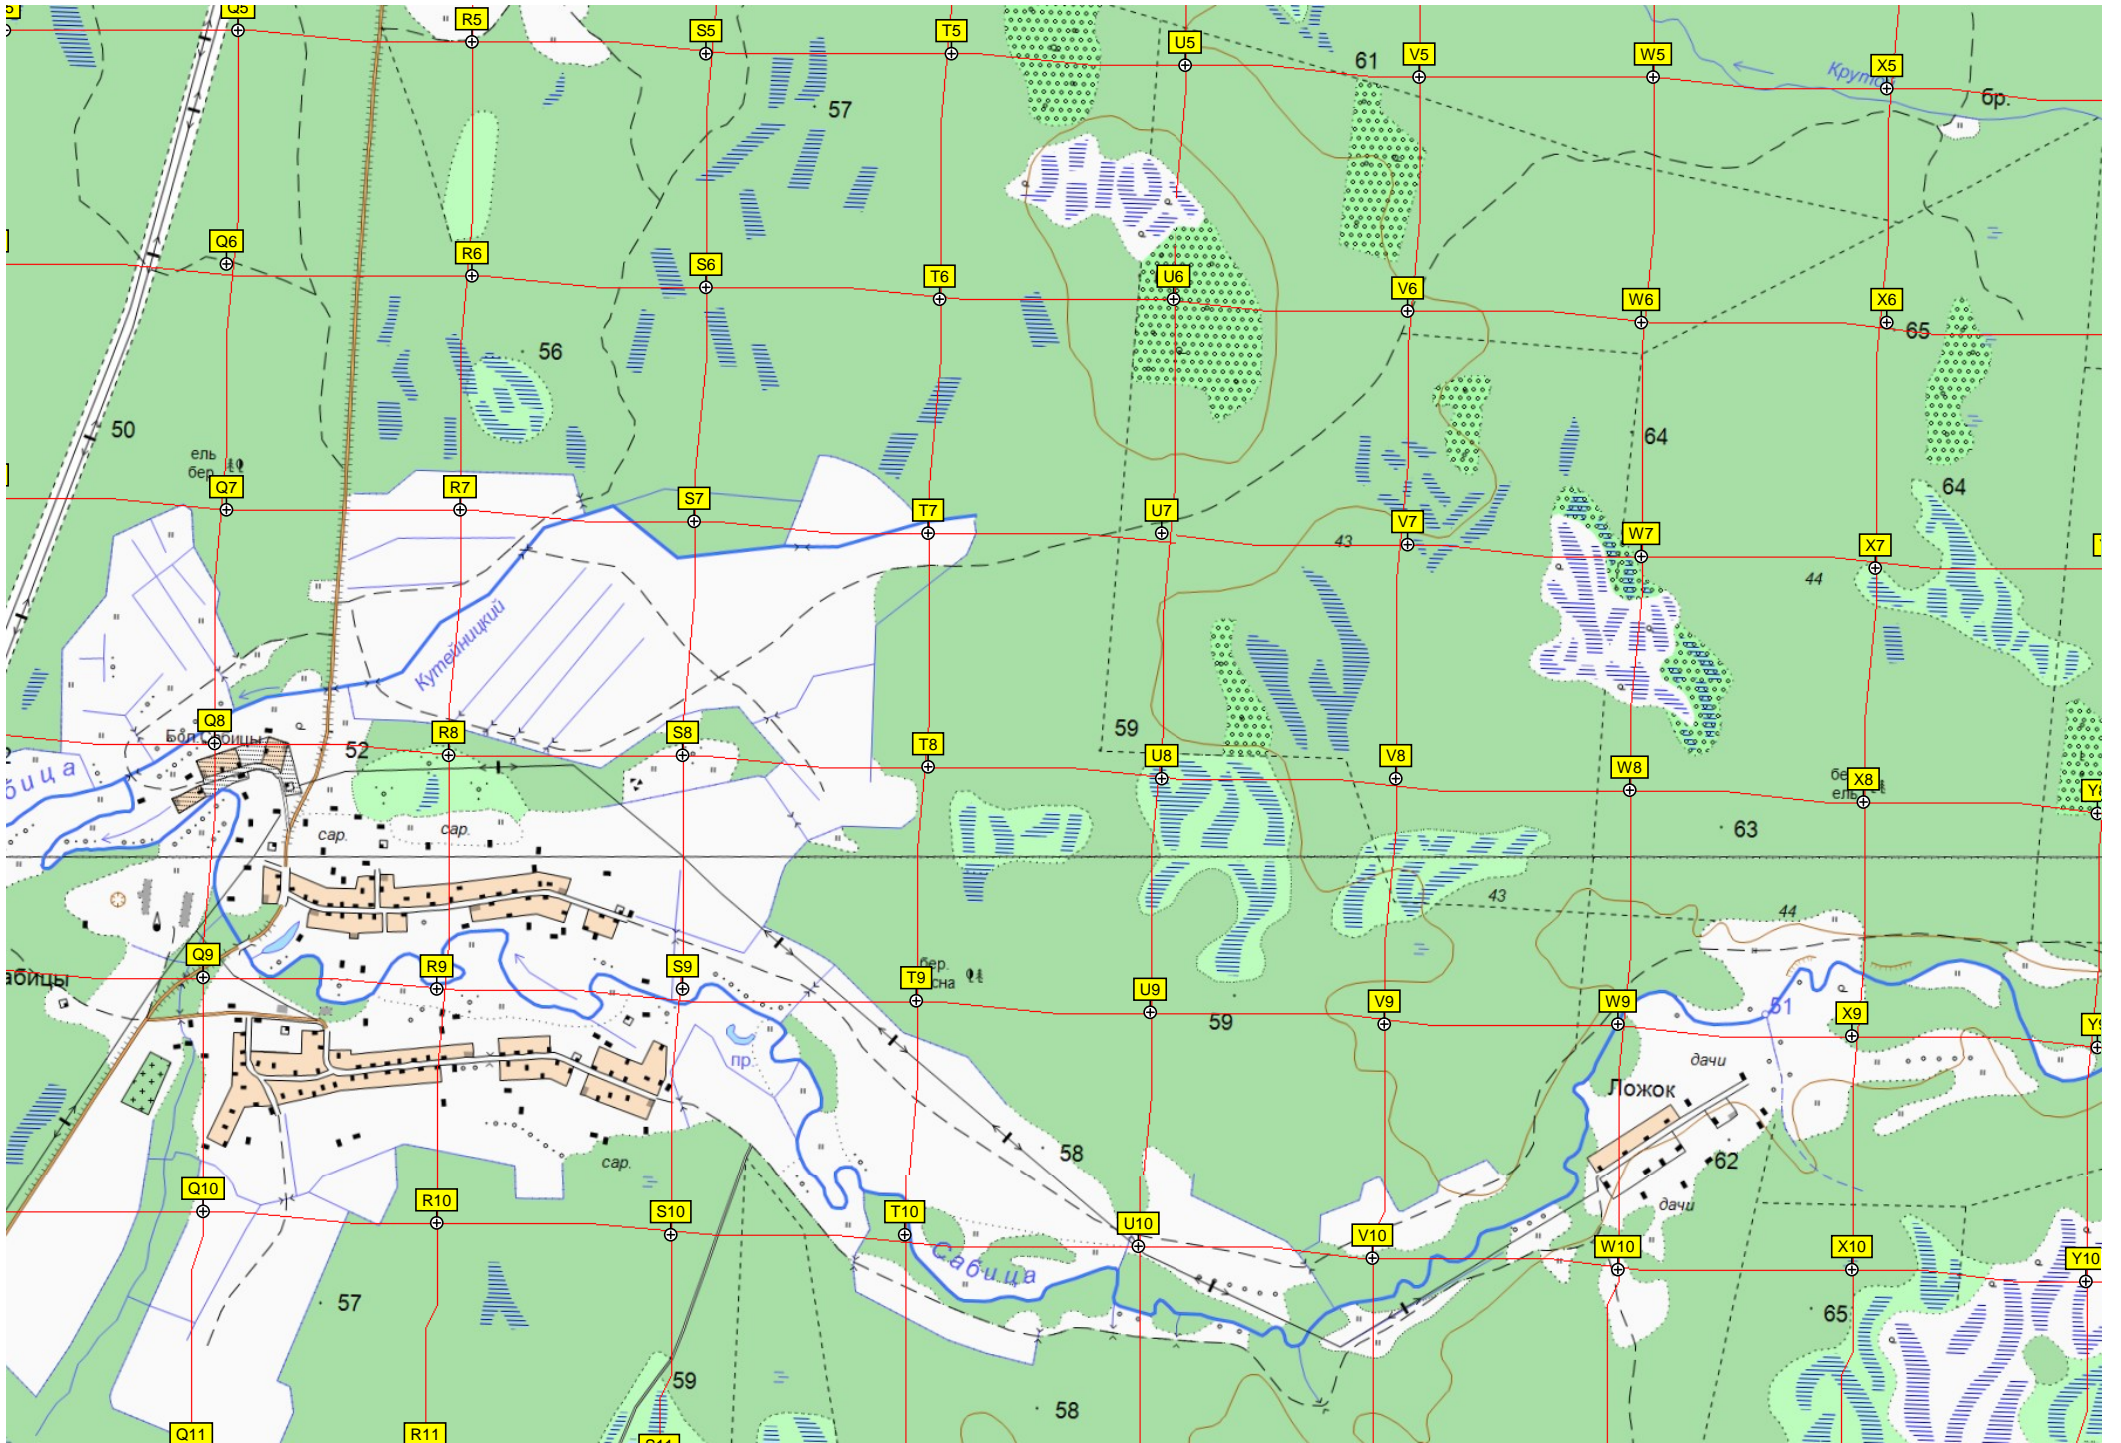 Q5
R5
S5
T5
U5
V5
W5
X5
61
57
бр.
Q6
R6
S6
T6
U6
V6
W6
X6
65
56
50
64
ель
бер.
Q7
R7
S7
T7
U7
V7
W7
X7
64
43
44
Кутейницкий
Q8
R8
S8
T8
U8
V8
W8
X8
Y8
Бол.Сабицы
52
59
ель
63
сар.
сар.
43
44
Q9
R9
S9
T9
U9
V9
W9
X9
Y9
абицы
бер.
сна
59
51
пр.
дачи
Ложок
58
62
сар.
дачи
Q10
R10
S10
T10
U10
V10
W10
X10
Y10
Сабица
57
65
59
58
Q11
R11
S11